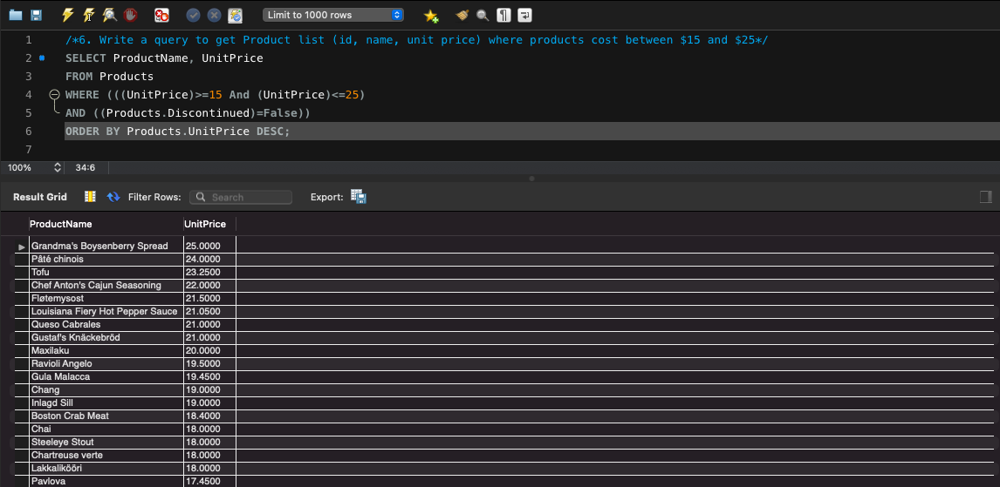 Limit to 1000 rows
1 /*6. Write a query to get Product list (id, name, unit price) where products cost between $15 and $25*/
2 SELECT ProductName, UnitPrice
3 FROM Products
4 WHERE (((UnitPrice)>=15 And (UnitPrice)<=25)
5 AND ((Products.Discontinued)=False))
6 ORDER BY Products.UnitPrice DESC;
7
100% 34:6
Result Grid Filter Rows: Search Export:
ProductName UnitPrice
Grandma's Boysenberry Spread 25.0000
Pâté chinois 24.0000
Tofu 23.2500
Chef Anton's Cajun Seasoning 22.0000
Fløtemysost 21.5000
Louisiana Fiery Hot Pepper Sauce 21.0500
Queso Cabrales 21.0000
Gustaf's Knäckebröd 21.0000
Maxilaku 20.0000
Ravioli Angelo 19.5000
Gula Malacca 19.4500
Chang 19.0000
Inlagd Sill 19.0000
Boston Crab Meat 18.4000
Chai 18.0000
Steeleye Stout 18.0000
Chartreuse verte 18.0000
Lakkalikööri 18.0000
Pavlova 17.4500